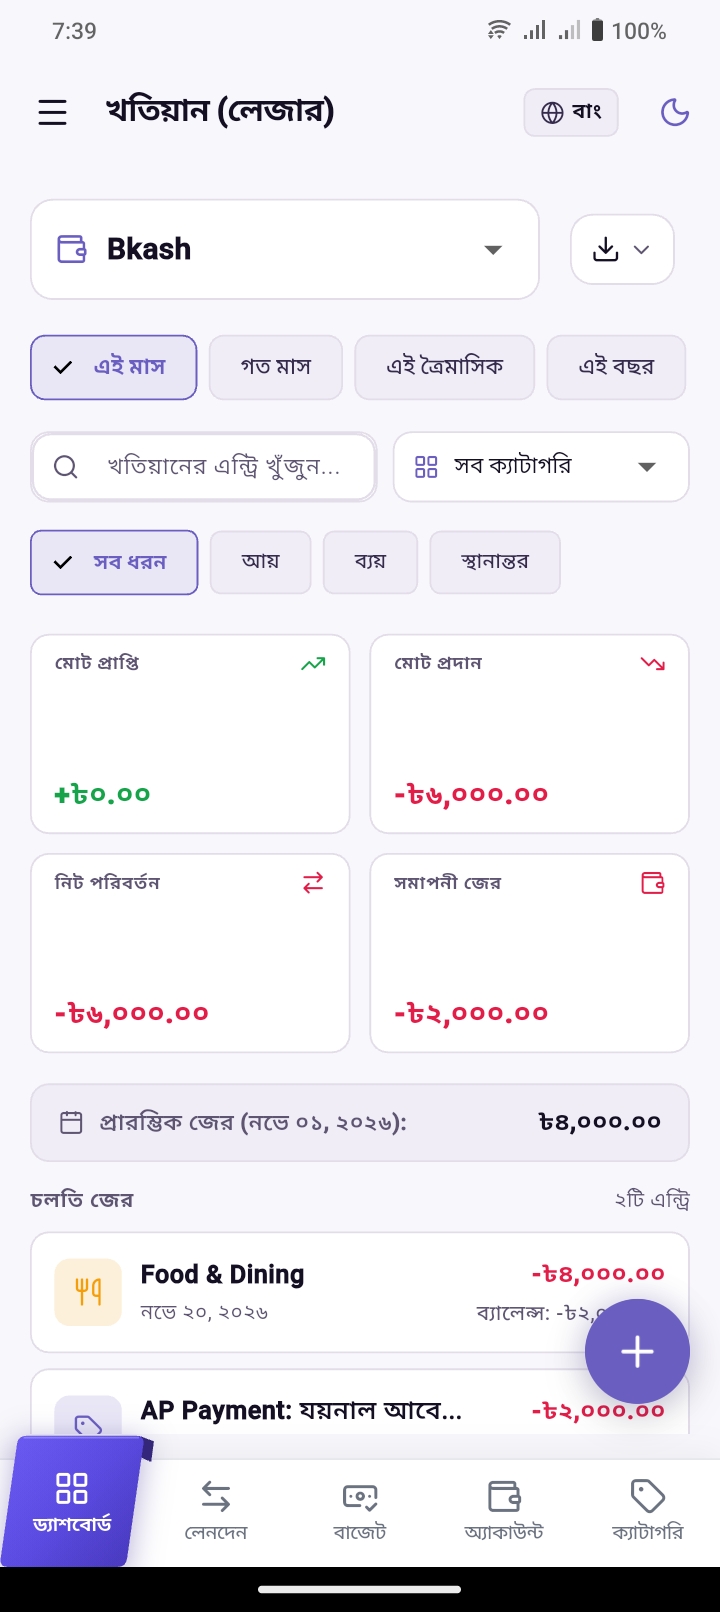 7:39
100%
খতিয়ান (লেজার)
বাং
Bkash
এই মাস
গত মাস
এই ত্রৈমাসিক
এই বছর
খতিয়ানের এন্ট্রি খুঁজুন...
সব ক্যাটাগরি
সব ধরন
আয়
ব্যয়
স্থানান্তর
মোট প্রাপ্তি
মোট প্রদান
+৳০.০০
-৳৬,০০০.০০
নিট পরিবর্তন
সমাপনী জের
-৳৬,০০০.০০
-৳২,০০০.০০
প্রারম্ভিক জের (নভে ০১, ২০২৬):
৳৪,০০০.০০
চলতি জের
২টি এন্ট্রি
Food & Dining
-৳৪,০০০.০০
নভে ২০, ২০২৬
ব্যালেন্স:
AP Payment: যয়নাল আবে...
-৳২,০০০.০০
ড্যাশবোর্ড
লেনদেন
বাজেট
অ্যাকাউন্ট
ক্যাটাগরি